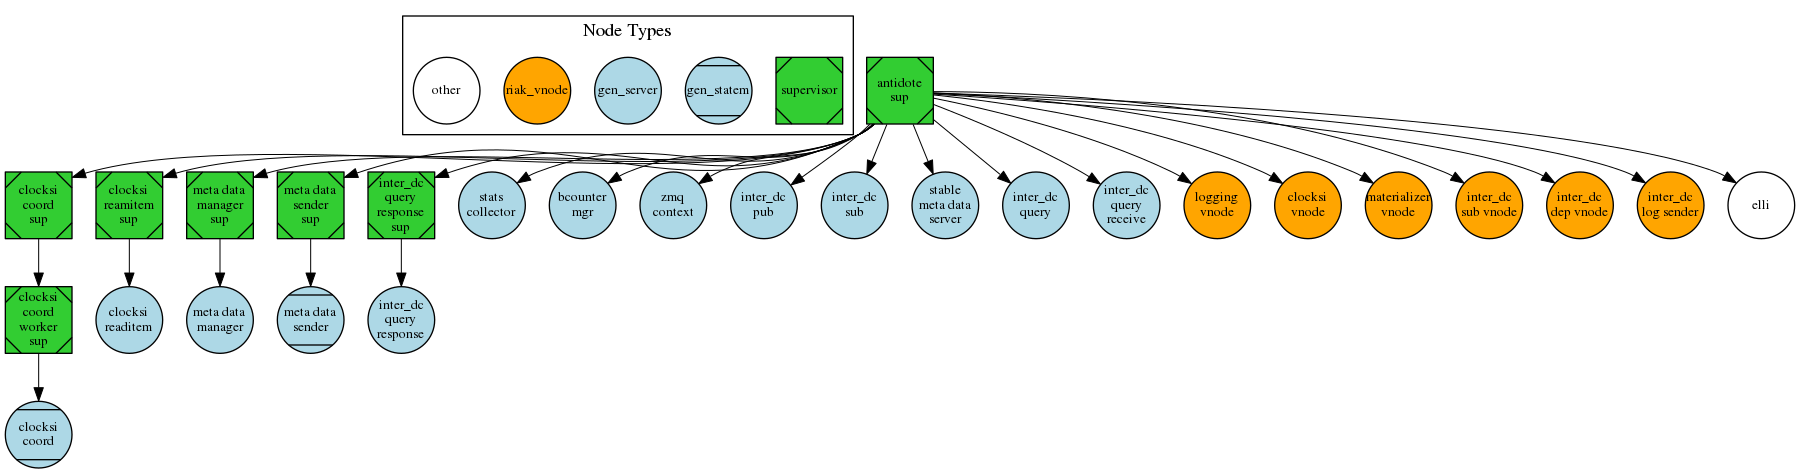 Node Types
other
riak_vnode
gen_server
gen_statem
supervisor
antidote
sup
clocksi
coord
sup
clocksi
reamitem
sup
meta data
manager
sup
meta data
sender
sup
inter_dc
query
response
sup
stats
collector
bcounter
mgr
zmq
context
inter_dc
pub
inter_dc
sub
stable
meta data
server
inter_dc
query
inter_dc
query
receive
logging
vnode
clocksi
vnode
materializer
vnode
inter_dc
sub vnode
inter_dc
dep vnode
inter_dc
log sender
elli
clocksi
coord
worker
sup
clocksi
readitem
meta data
manager
meta data
sender
inter_dc
query
response
clocksi
coord